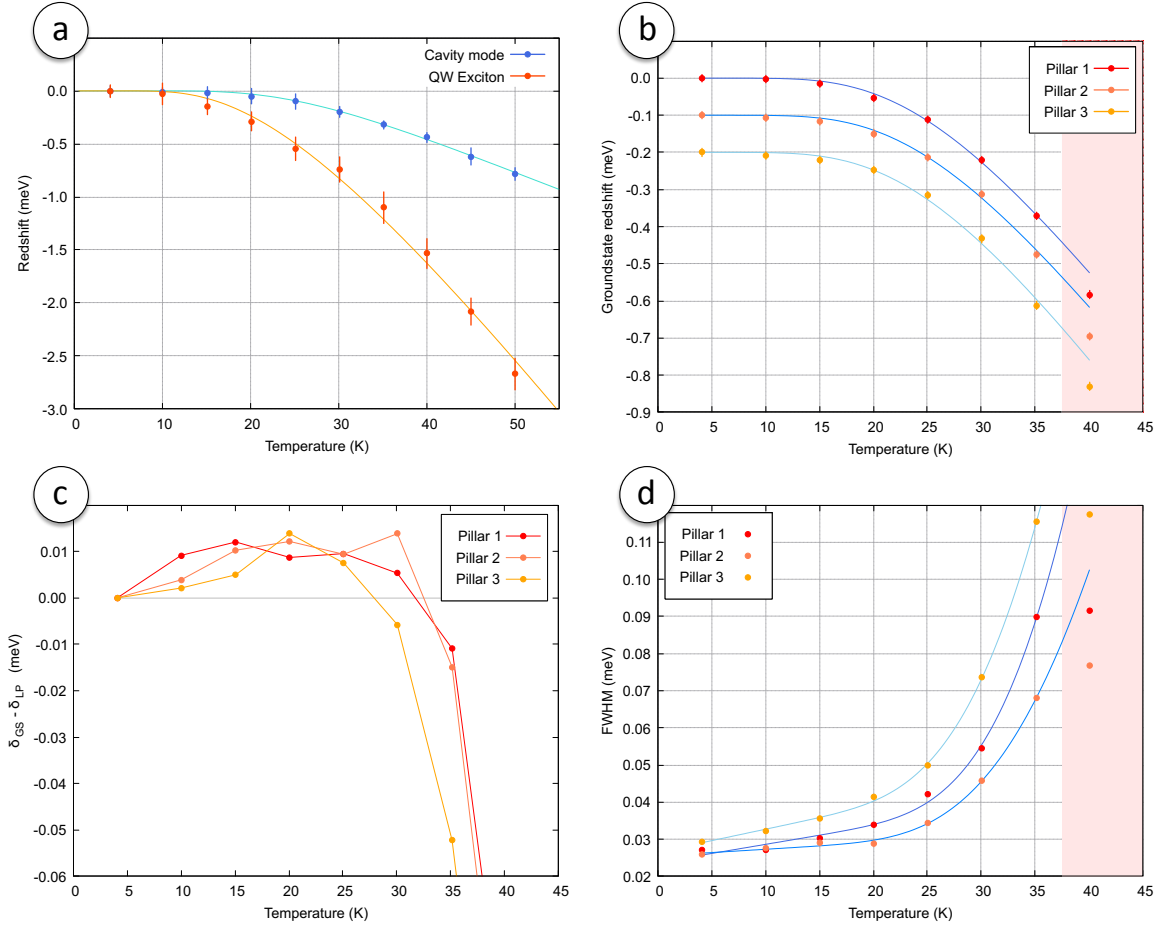 a
Cavity mode
QW Exciton
0.0
-0.5
-1.0
-1.5
-2.0
-2.5
-3.0
Redshift (meV)
0 10 20 30 40 50
Temperature (K)
b
Pillar 1
Pillar 2
Pillar 3
0.0
-0.1
-0.2
-0.3
-0.4
-0.5
-0.6
-0.7
-0.8
-0.9
Groundstate redshift (meV)
0 5 10 15 20 25 30 35 40 45
Temperature (K)
c
Pillar 1
Pillar 2
Pillar 3
0.010
0.00
-0.01
-0.02
-0.03
-0.04
-0.05
-0.06
δGS - δLP (meV)
0 5 10 15 20 25 30 35 40 45
Temperature (K)
d
Pillar 1
Pillar 2
Pillar 3
0.11
0.10
0.09
0.08
0.07
0.06
0.05
0.04
0.03
0.02
FWHM (meV)
0 5 10 15 20 25 30 35 40 45
Temperature (K)